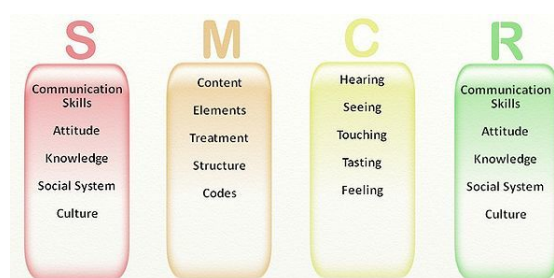 S
Communication
Skills
Attitude
Knowledge
Social System
Culture
M
Content
Elements
Treatment
Structure
Codes
C
Hearing
Seeing
Touching
Tasting
Feeling
R
Communication
Skills
Attitude
Knowledge
Social System
Culture